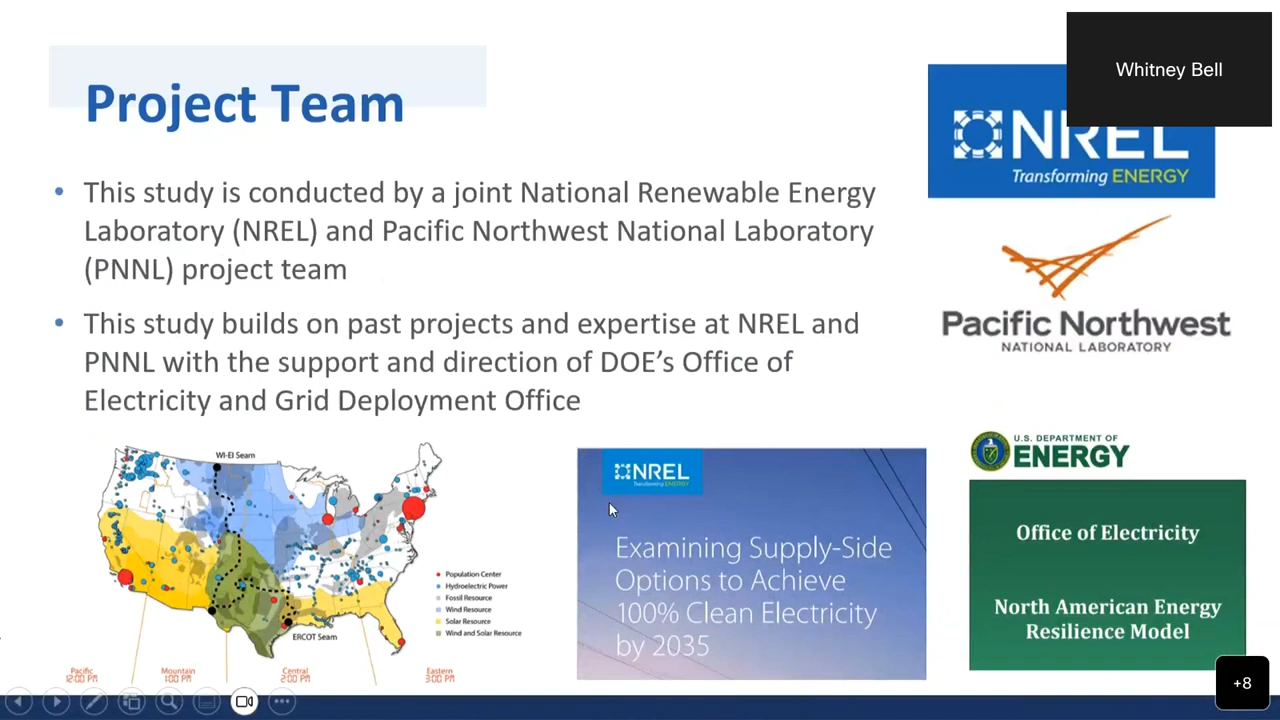 Whitney Bell
Project Team
NREL
Transforming ENERGY
• This study is conducted by a joint National Renewable Energy
Laboratory (NREL) and Pacific Northwest National Laboratory
(PNNL) project team
Pacific Northwest
NATIONAL LABORATORY
• This study builds on past projects and expertise at NREL and
PNNL with the support and direction of DOE’s Office of
Electricity and Grid Deployment Office
WI-EI Seam
ERCOT Seam
Population Center
Hydroelectric Power
Fossil Resource
Wind Resource
Solar Resource
Wind and Solar Resource
Pacific
12:00 PM
Mountain
1:00 PM
Central
2:00 PM
Eastern
3:00 PM
NREL
Transforming ENERGY
Examining Supply-Side
Options to Achieve
100% Clean Electricity
by 2035
U.S. DEPARTMENT OF
ENERGY
Office of Electricity
North American Energy
Resilience Model
+8